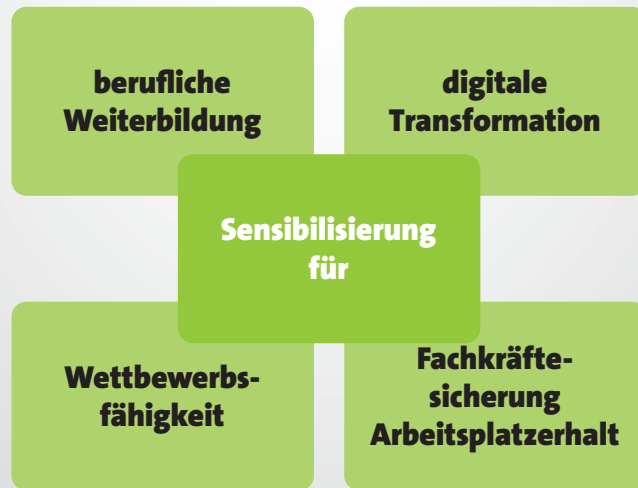 berufliche
Weiterbildung
digitale
Transformation
Sensibilisierung
für
Wettbewerbs-
fähigkeit
Fachkräfte-
sicherung
Arbeitsplatzerhalt